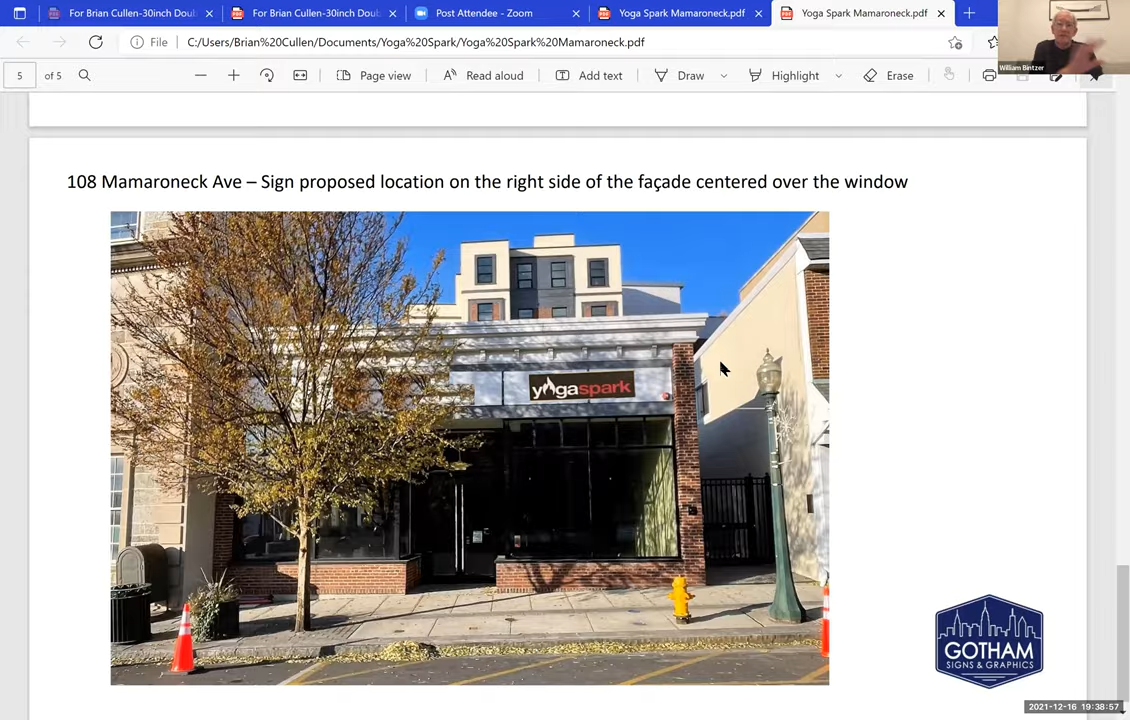 For Brian Cullen-30inch Doub
For Brian Cullen-30inch Doub
Post Attendee - Zoom
Yoga Spark Mamaroneck.pdf
Yoga Spark Mamaroneck.pdf
File
C:/Users/Brian%20Cullen/Documents/Yoga%20Spark/Yoga%20Spark%20Mamaroneck.pdf
William Bintzer
5 of 5
Page view
Read aloud
Add text
Draw
Highlight
Erase
108 Mamaroneck Ave – Sign proposed location on the right side of the façade centered over the window
yogaspark
GOTHAM
SIGNS & GRAPHICS
2021-12-16 19:38:57